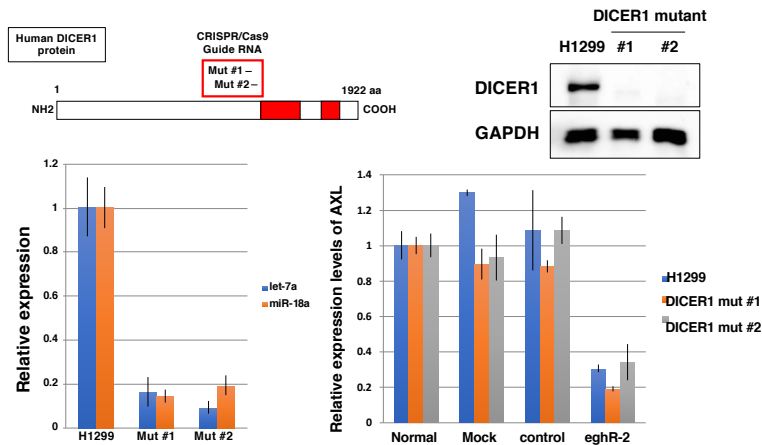 Human DICER1
protein
CRISPR/Cas9
Guide RNA
Mut #1 –
Mut #2 –
1
1922 aa
NH2
COOH
DICER1 mutant
H1299
#1
#2
DICER1
GAPDH
Relative expression
1.2
1
0.8
0.6
0.4
0.2
0
H1299
Mut #1
Mut #2
let-7a
miR-18a
Relative expression levels of AXL
1.4
1.2
1
0.8
0.6
0.4
0.2
0
Normal
Mock
control
eghR-2
H1299
DICER1 mut #1
DICER1 mut #2